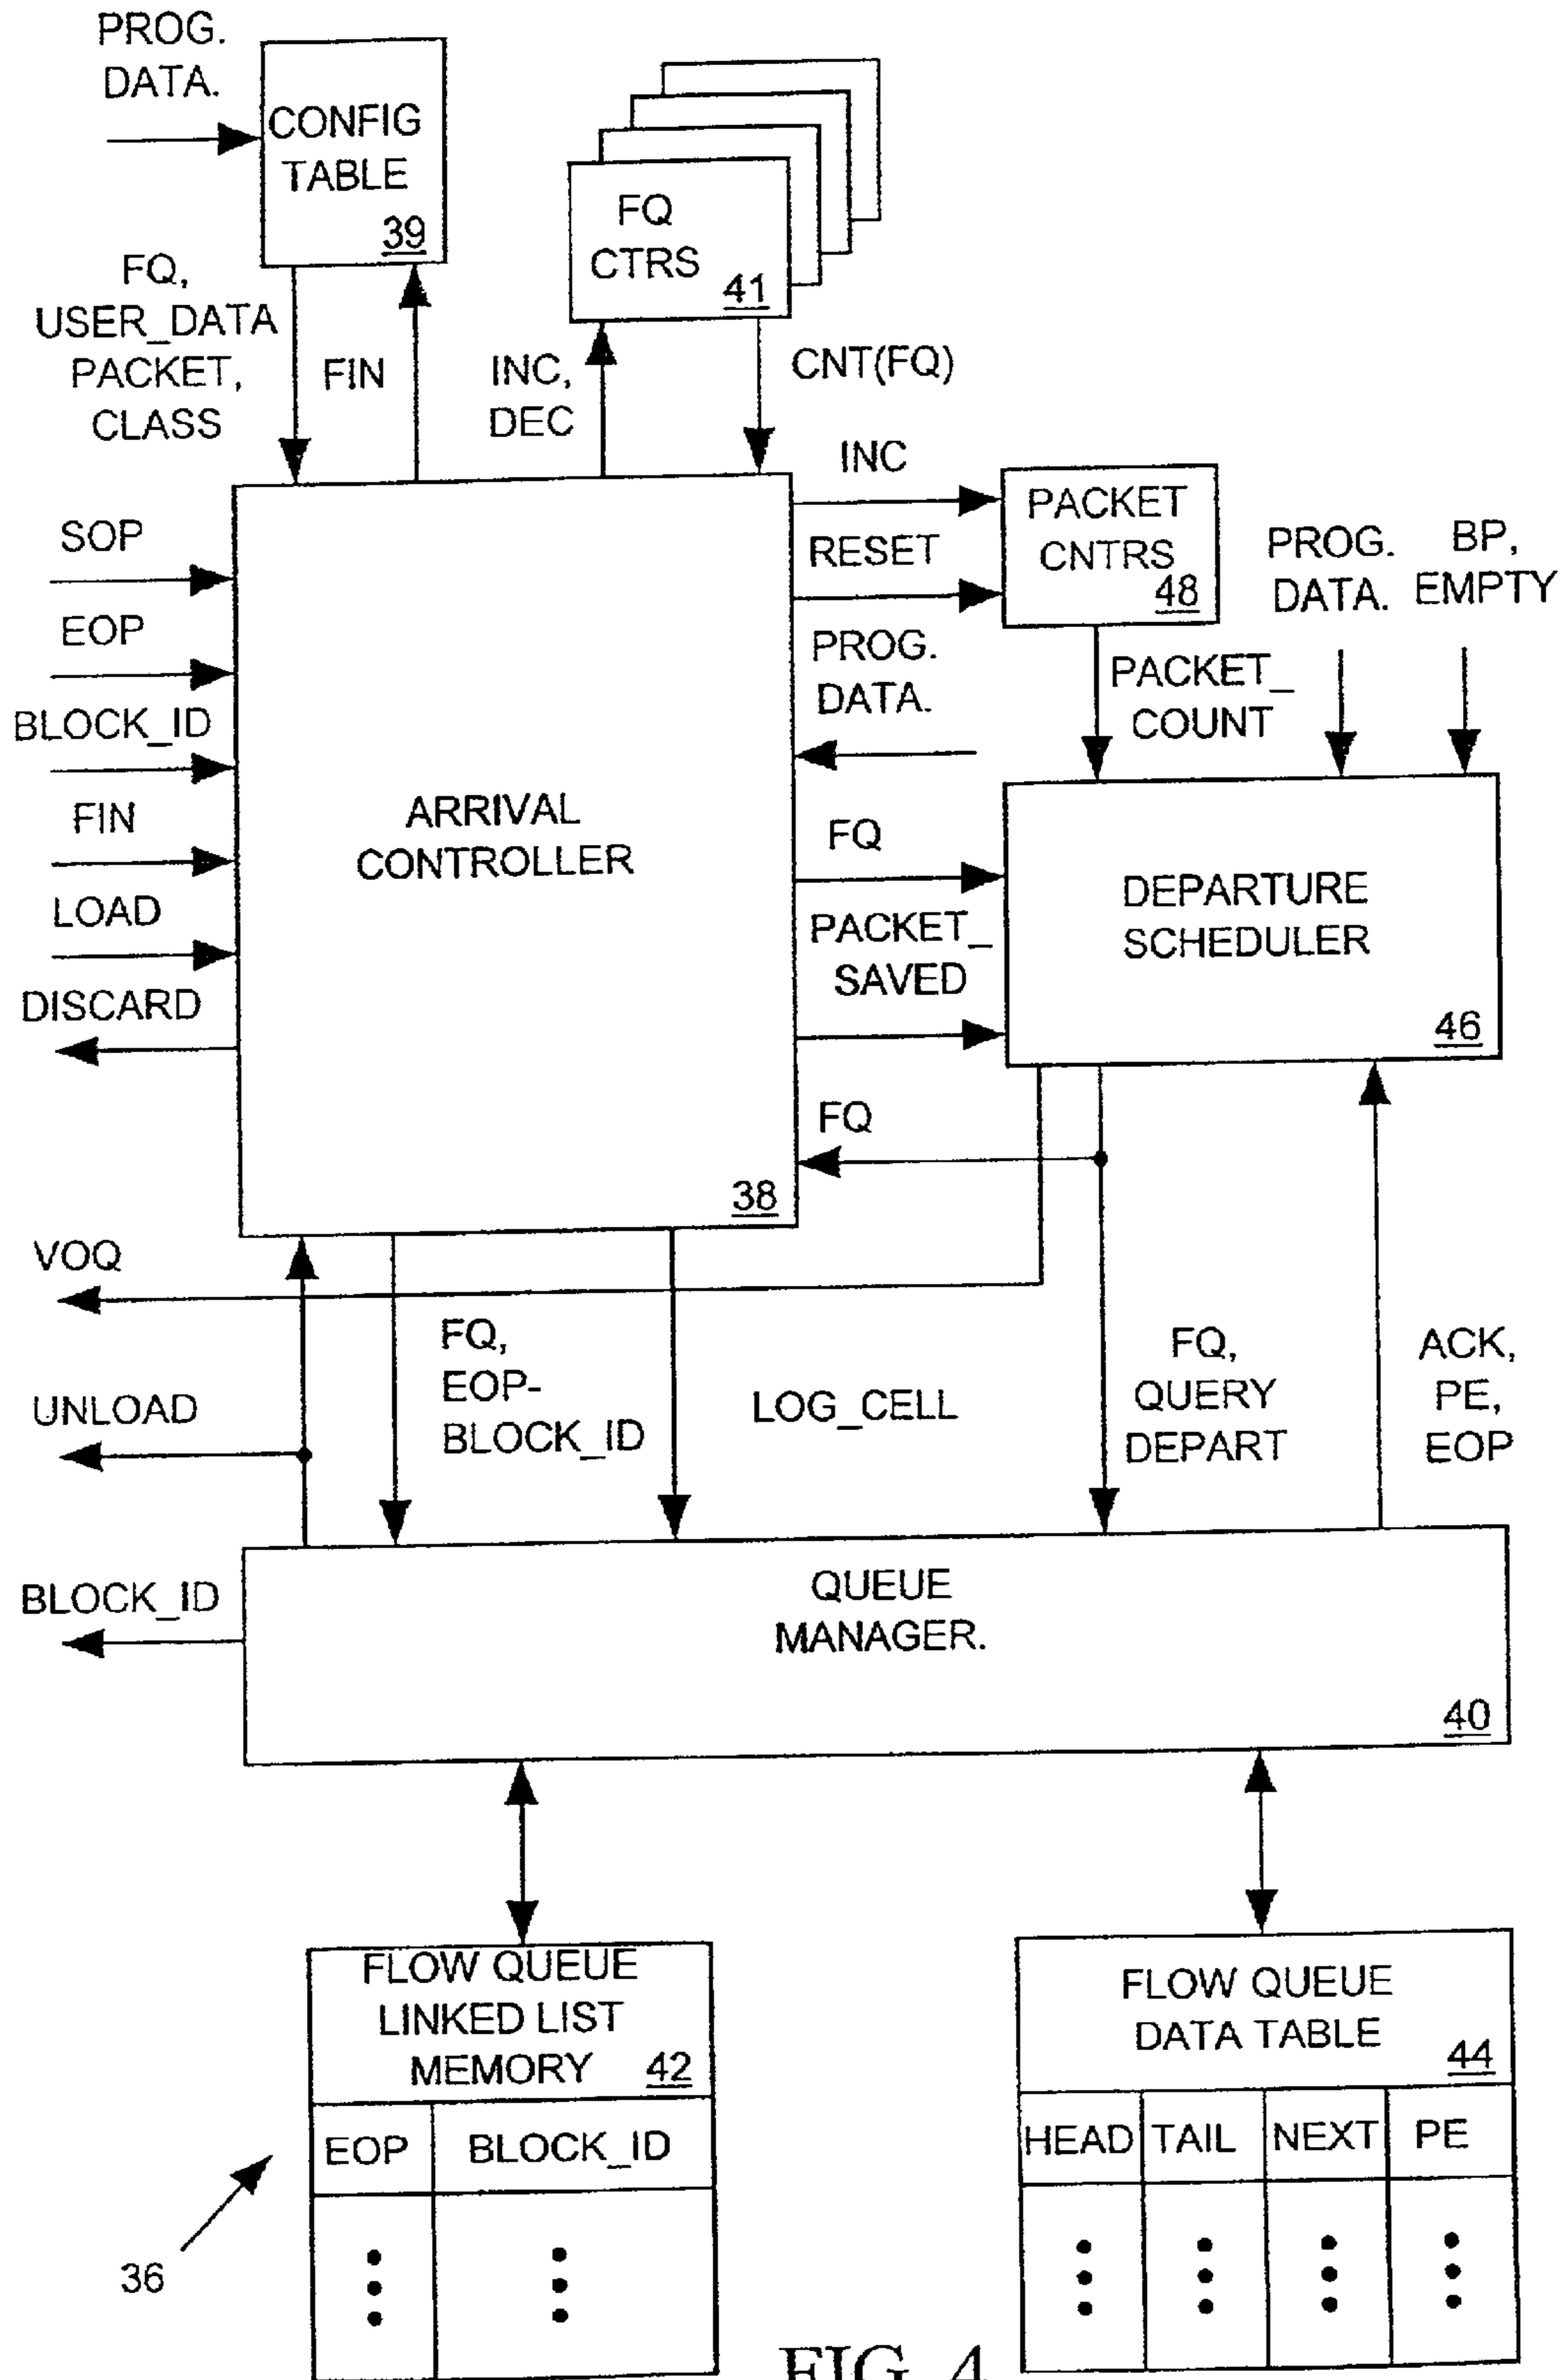 PROG.
DATA.
CONFIG
TABLE
39
FQ
CTRS
41
FQ,
USER_DATA
PACKET,
CLASS
FIN
INC,
DEC
CNT(FQ)
INC
RESET
PACKET
CNTRS
48
PROG.
DATA.
BP,
EMPTY
SOP
EOP
BLOCK_ID
FIN
LOAD
DISCARD
ARRIVAL
CONTROLLER
38
PROG.
DATA.
PACKET_
COUNT
FQ
PACKET_
SAVED
FQ
DEPARTURE
SCHEDULER
46
VOQ
UNLOAD
BLOCK_ID
FQ,
EOP-
BLOCK_ID
LOG_CELL
FQ,
QUERY
DEPART
ACK,
PE,
EOP
QUEUE
MANAGER.
40
FLOW QUEUE
LINKED LIST
MEMORY 42
EOP BLOCK_ID
FLOW QUEUE
DATA TABLE
44
HEAD TAIL NEXT PE
36
FIG. 4